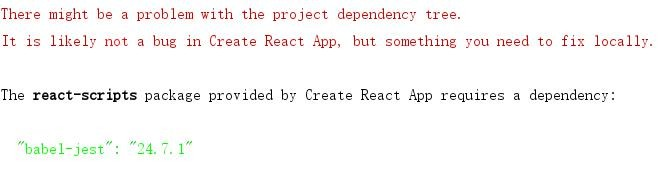 There might be a problem with the project dependency tree.
It is likely not a bug in Create React App, but something you need to fix locally.
The react-scripts package provided by Create React App requires a dependency:
"babel-jest": "24.7.1"